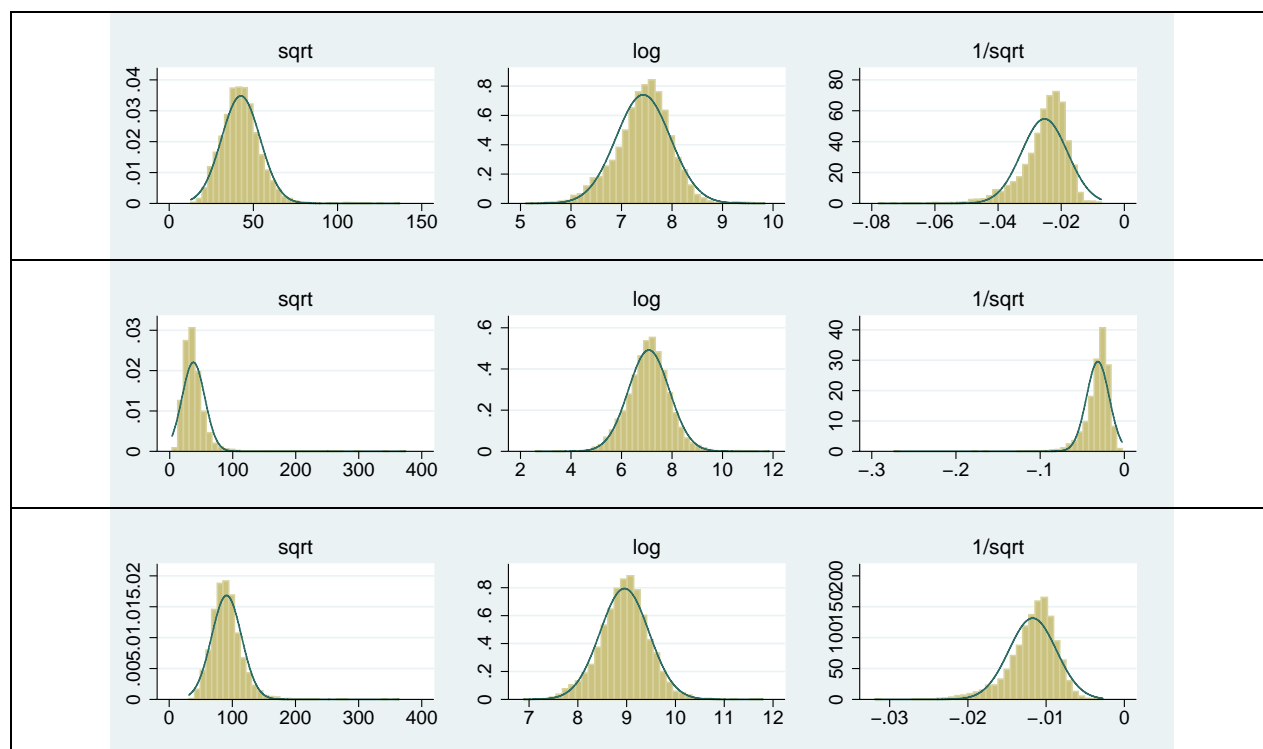 sqrt
0 .01 .02 .03 .04
0 50 100 150
log
0 .2 .4 .6 .8
5 6 7 8 9 10
1/sqrt
0 20 40 60 80
−.08 −.06 −.04 −.02 0
sqrt
0 .01 .02 .03
0 100 200 300 400
log
0 .2 .4 .6
2 4 6 8 10 12
1/sqrt
0 10 20 30 40
−.3 −.2 −.1 0
sqrt
0 .005 .01 .015 .02
0 100 200 300 400
log
0 .2 .4 .6 .8
7 8 9 10 11 12
1/sqrt
0 50 100 150 200
−.03 −.02 −.01 0